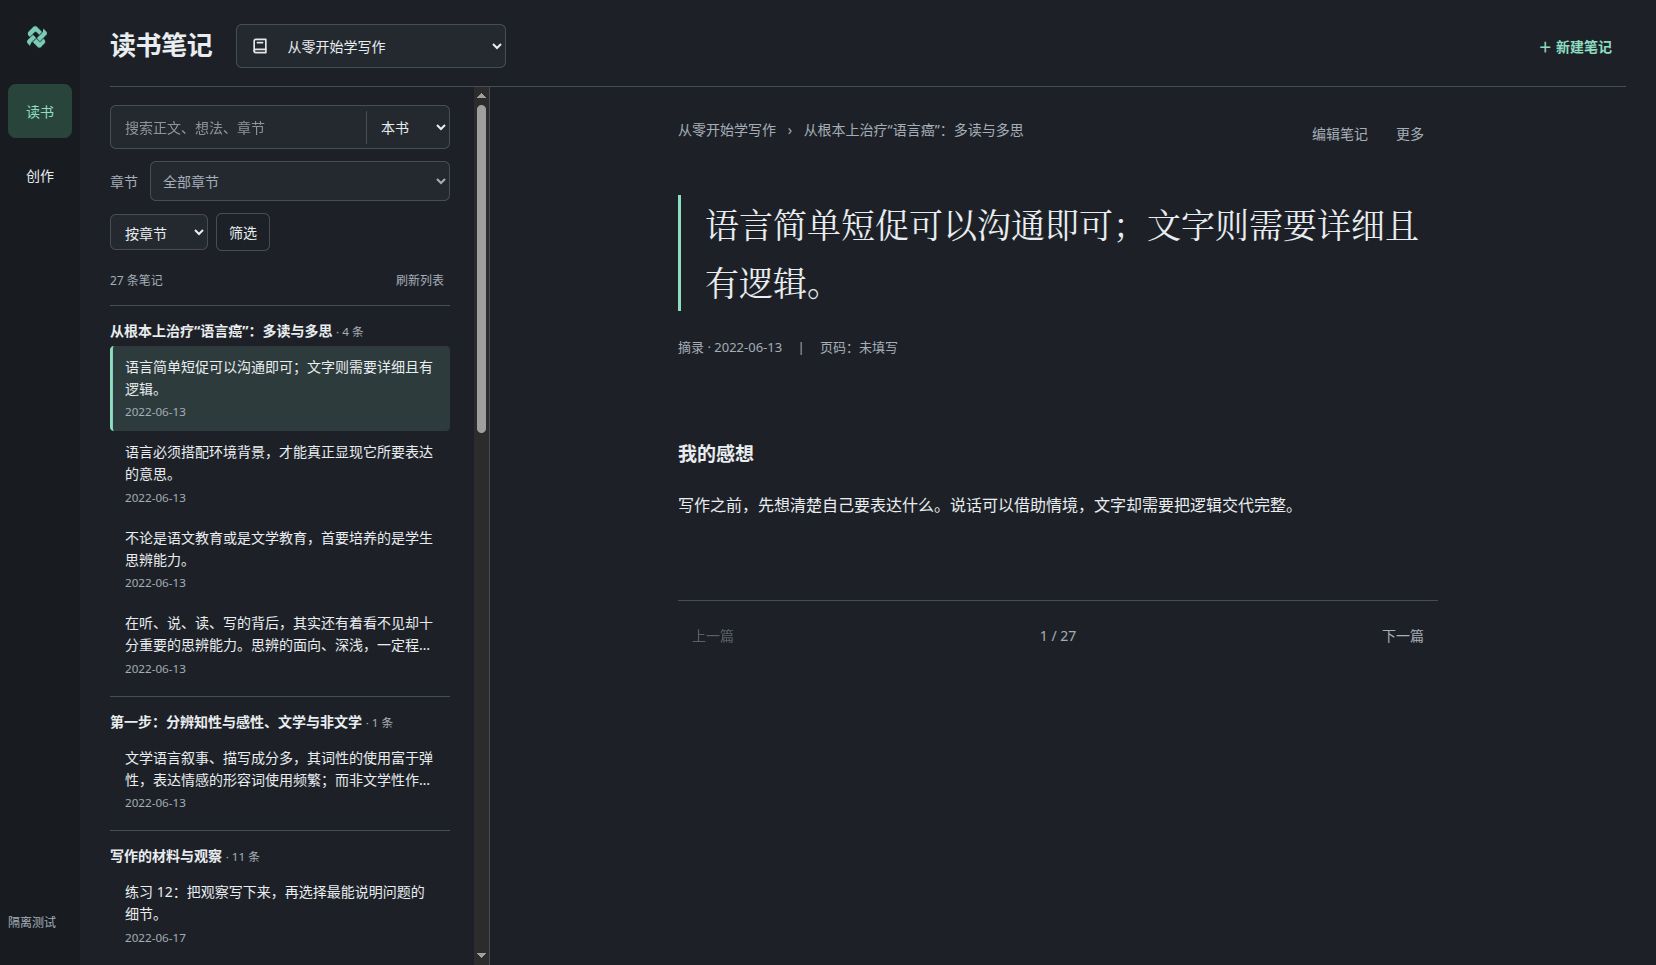 读书笔记
从零开始学写作
+ 新建笔记
读书
创作
隔离测试
搜索正文、想法、章节
本书
章节
全部章节
按章节
筛选
27 条笔记
刷新列表
从根本上治疗“语言癌”：多读与多思 · 4 条
语言简单短促可以沟通即可；文字则需要详细且有
逻辑。
2022-06-13
语言必须搭配环境背景，才能真正显现它所要表达
的意思。
2022-06-13
不论是语文教育或是文学教育，首要培养的是学生
思辨能力。
2022-06-13
在听、说、读、写的背后，其实还有着看不见却十
分重要的思辨能力。思辨的面向、深浅，一定程...
2022-06-13
第一步：分辨知性与感性、文学与非文学 · 1 条
文学语言叙事、描写成分多，其词性的使用富于弹
性，表达情感的形容词使用频繁；而非文学性作...
2022-06-13
写作的材料与观察 · 11 条
练习 12：把观察写下来，再选择最能说明问题的
细节。
2022-06-17
从零开始学写作 › 从根本上治疗“语言癌”：多读与多思
编辑笔记
更多
语言简单短促可以沟通即可；文字则需要详细且
有逻辑。
摘录 · 2022-06-13 | 页码：未填写
我的感想
写作之前，先想清楚自己要表达什么。说话可以借助情境，文字却需要把逻辑交代完整。
上一篇
1 / 27
下一篇